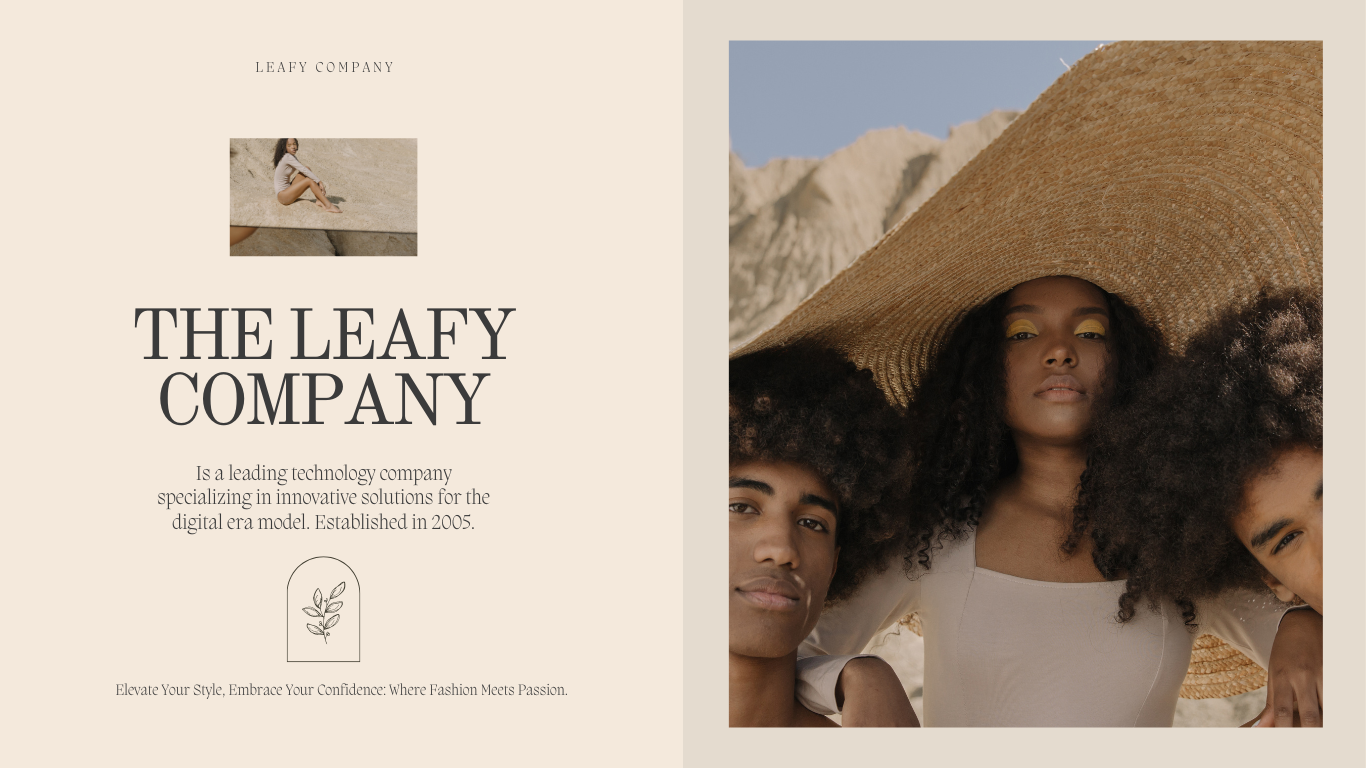 LEAFY COMPANY
THE LEAFY
COMPANY
Is a leading technology company
specializing in innovative solutions for the
digital era model. Established in 2005.
Elevate Your Style, Embrace Your Confidence: Where Fashion Meets Passion.